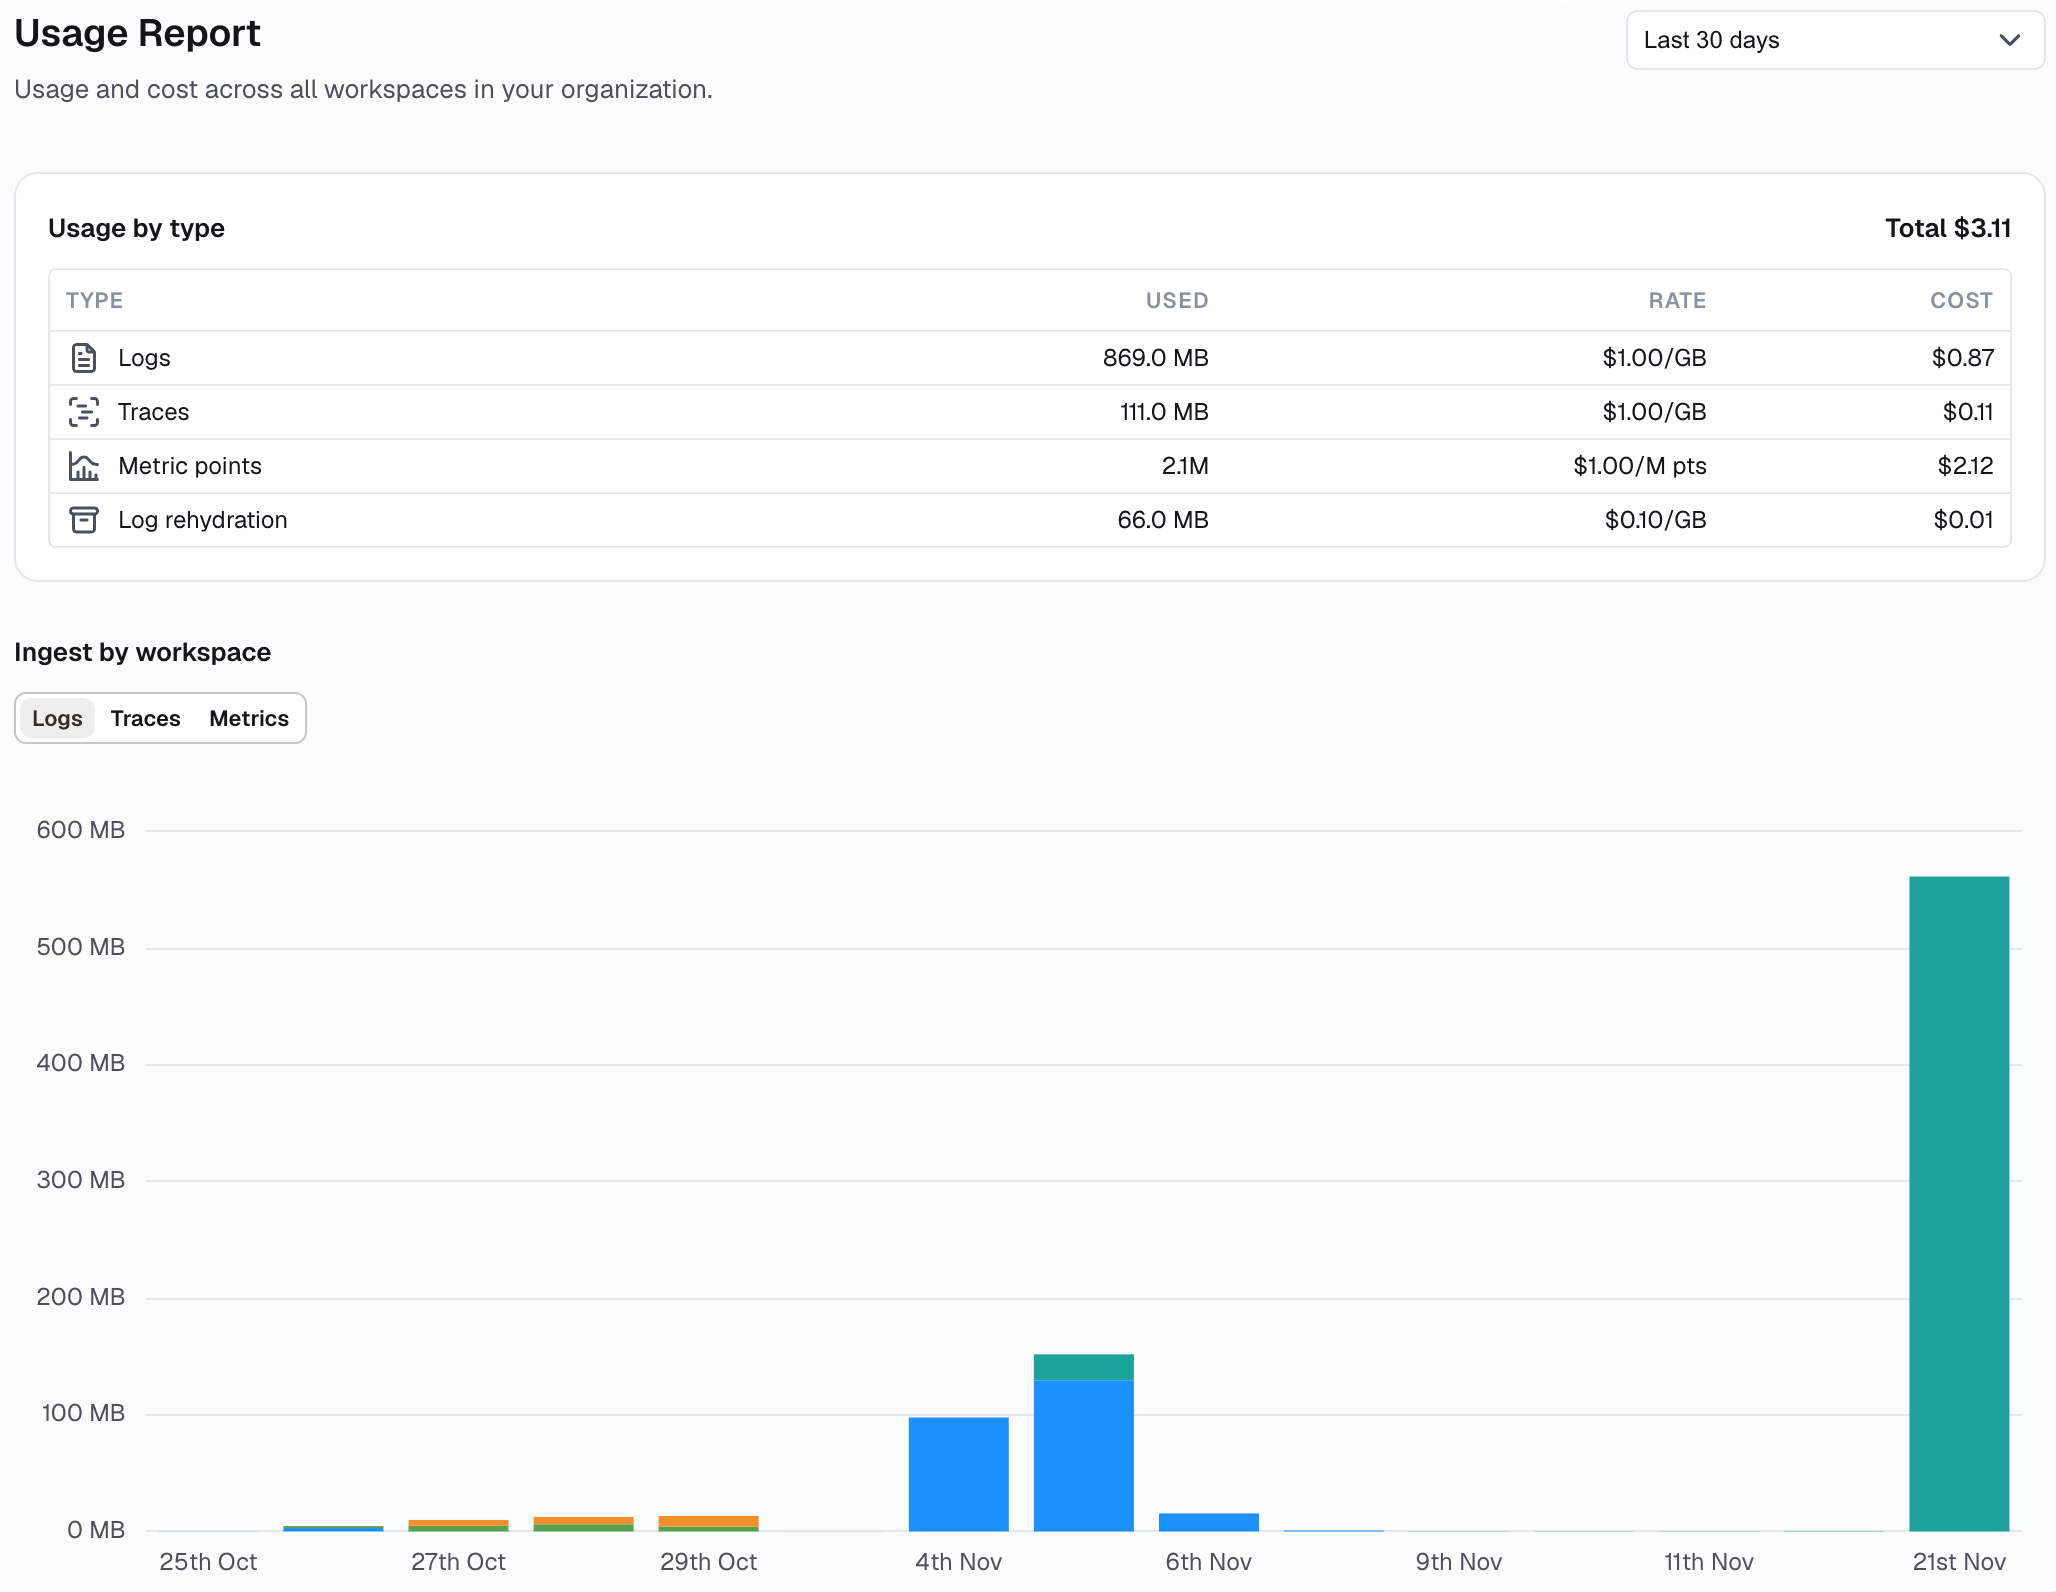 Usage Report
Last 30 days
Usage and cost across all workspaces in your organization.
Usage by type
Total $3.11
TYPE USED RATE COST
Logs 869.0 MB $1.00/GB $0.87
Traces 111.0 MB $1.00/GB $0.11
Metric points 2.1M $1.00/M pts $2.12
Log rehydration 66.0 MB $0.10/GB $0.01
Ingest by workspace
Logs Traces Metrics
600 MB
500 MB
400 MB
300 MB
200 MB
100 MB
0 MB
25th Oct 27th Oct 29th Oct 4th Nov 6th Nov 9th Nov 11th Nov 21st Nov